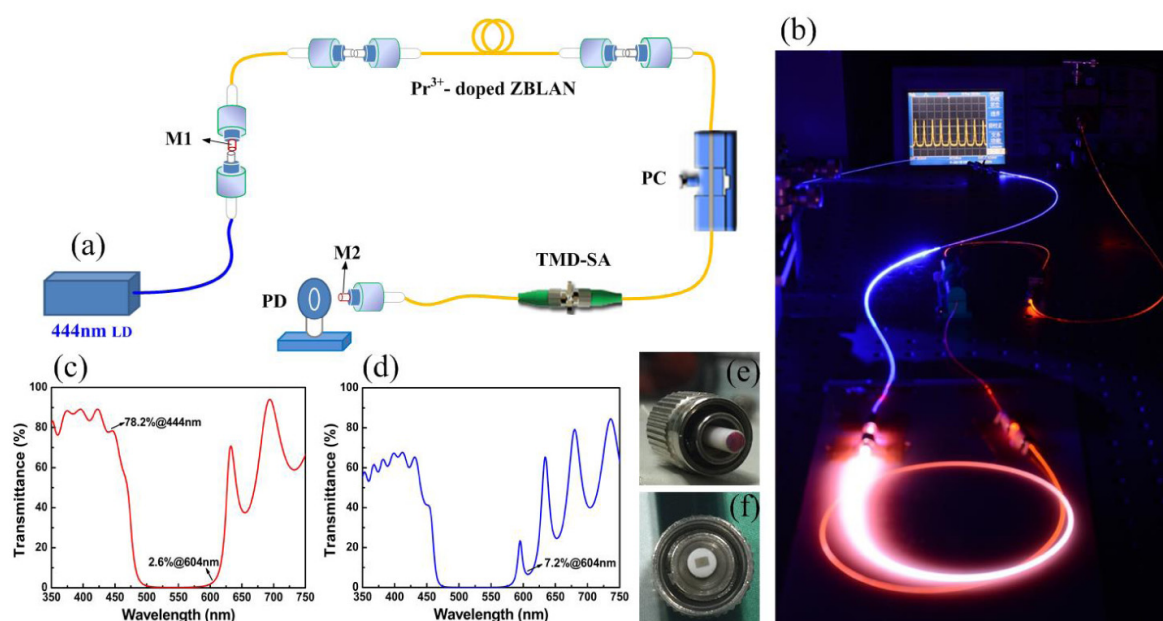 (a)
M1
Pr³⁺- doped ZBLAN
PC
TMD-SA
M2
PD
444nm LD
(b)
(c)
Transmittance (%)
100
80
60
40
20
0
78.2%@444nm
2.6%@604nm
350 400 450 500 550 600 650 700 750
Wavelength (nm)
(d)
Transmittance (%)
100
80
60
40
20
0
7.2%@604nm
350 400 450 500 550 600 650 700 750
Wavelength (nm)
(e)
(f)